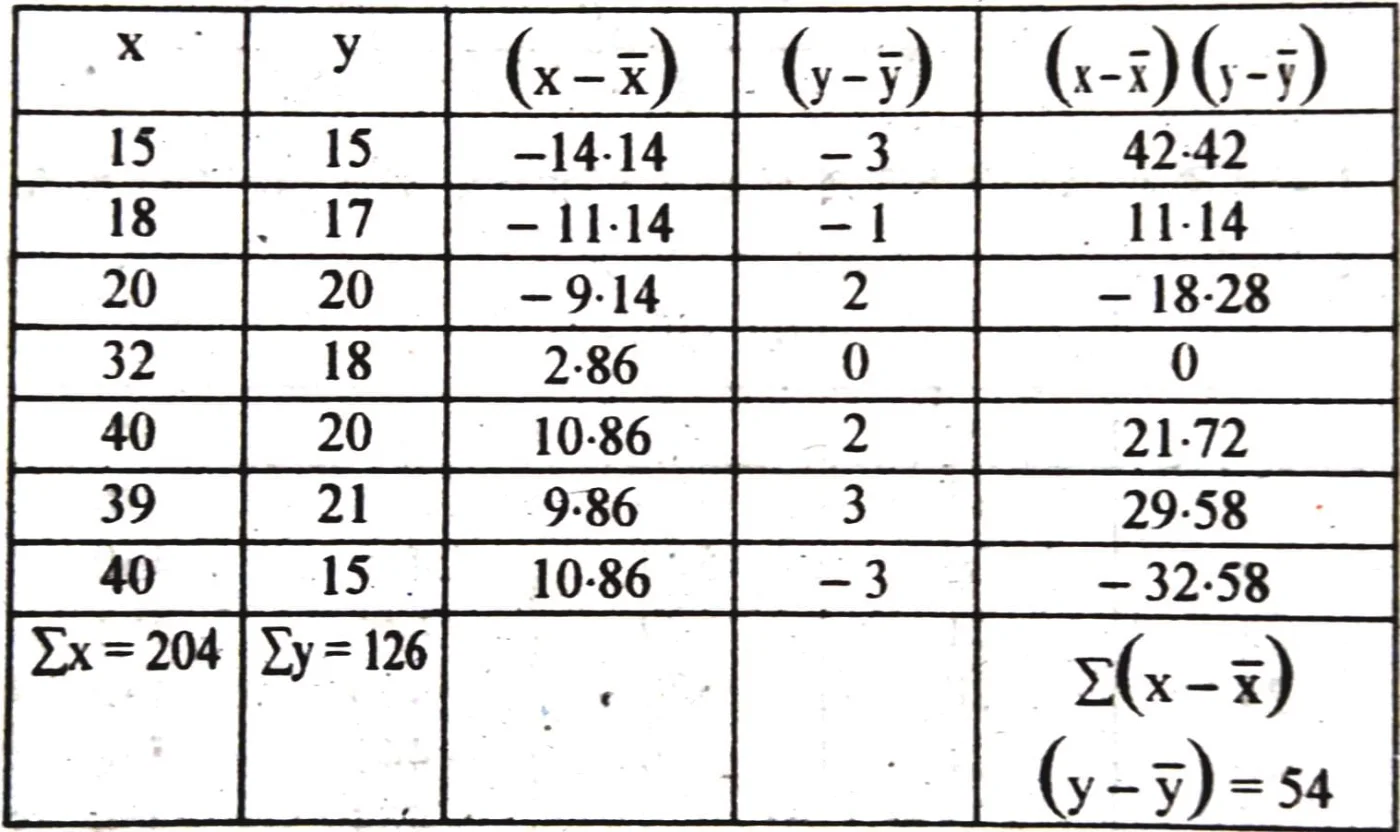 x y (x – x̅) (y – y̅) (x–x̅) (y–y̅)
15 15 –14·14 – 3 42·42
18 17 – 11·14 – 1 11·14
20 20 – 9·14 2 – 18·28
32 18 2·86 0 0
40 20 10·86 2 21·72
39 21 9·86 3 29·58
40 15 10·86 – 3 – 32·58
∑x = 204 ∑y = 126 ∑(x – x̅)
(y – y̅) = 54